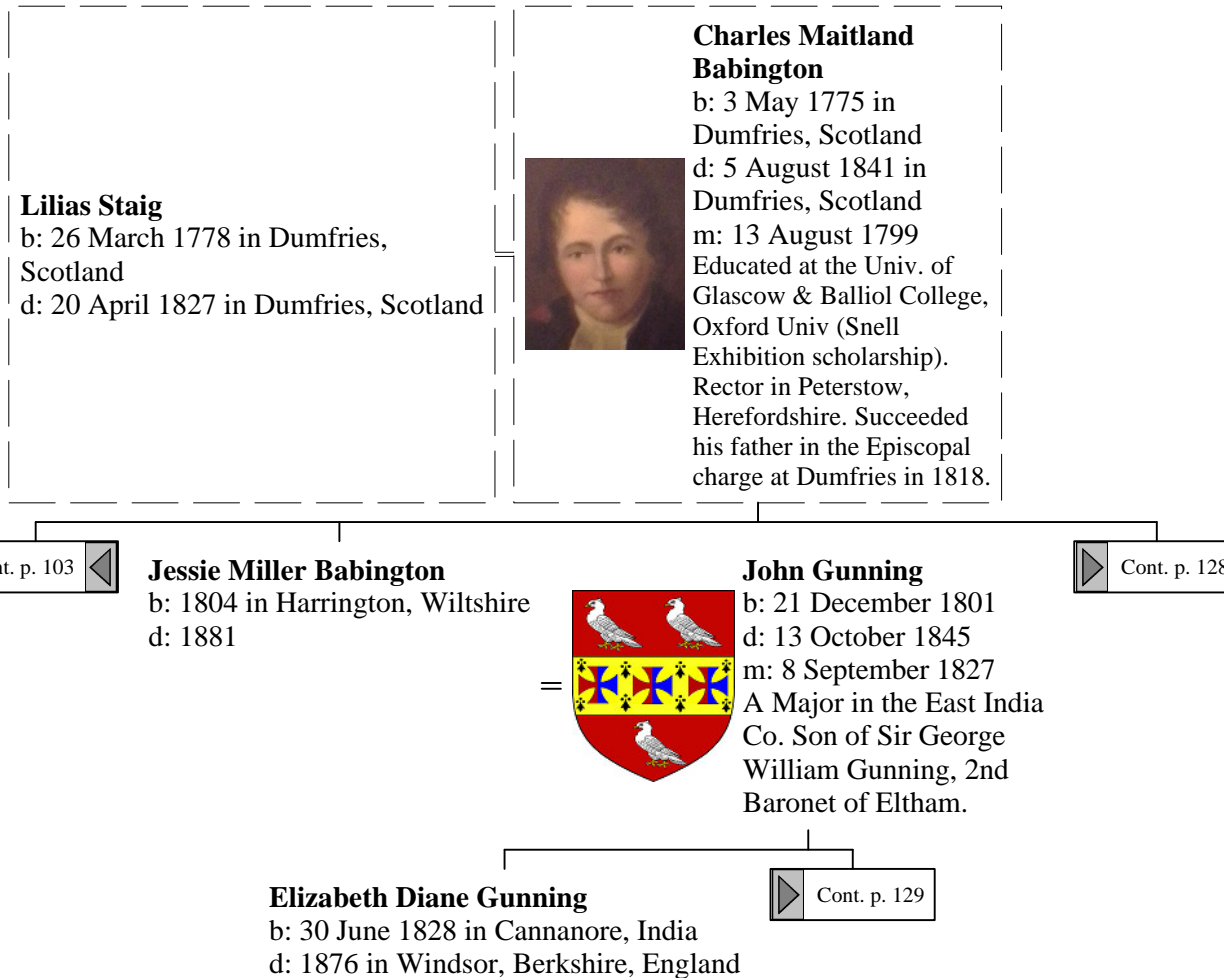 Lilias Staig
b: 26 March 1778 in Dumfries,
Scotland
d: 20 April 1827 in Dumfries, Scotland
Charles Maitland
Babington
b: 3 May 1775 in
Dumfries, Scotland
d: 5 August 1841 in
Dumfries, Scotland
m: 13 August 1799
Educated at the Univ. of
Glascow & Balliol College,
Oxford Univ (Snell
Exhibition scholarship).
Rector in Peterstow,
Herefordshire. Succeeded
his father in the Episcopal
charge at Dumfries in 1818.
nt. p. 103
Jessie Miller Babington
b: 1804 in Harrington, Wiltshire
d: 1881
=
John Gunning
b: 21 December 1801
d: 13 October 1845
m: 8 September 1827
A Major in the East India
Co. Son of Sir George
William Gunning, 2nd
Baronet of Eltham.
Cont. p. 128
Elizabeth Diane Gunning
b: 30 June 1828 in Cannanore, India
d: 1876 in Windsor, Berkshire, England
Cont. p. 129